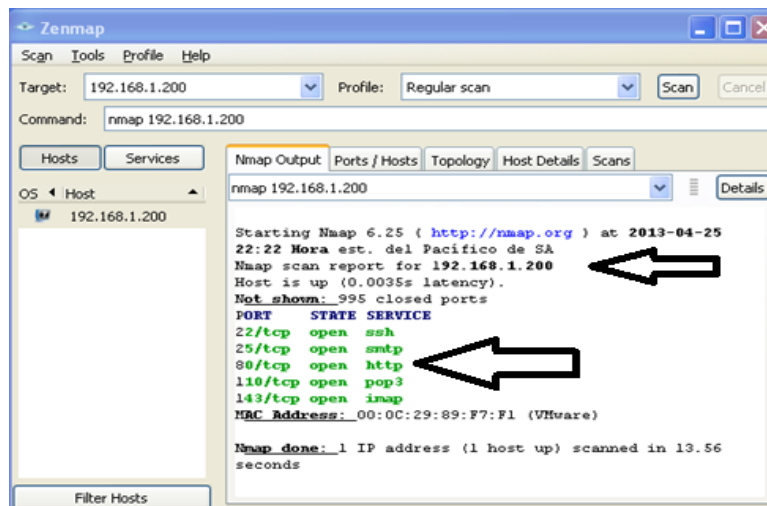 Zenmap
Scan Tools Profile Help
Target: 192.168.1.200 Profile: Regular scan Scan Cancel
Command: nmap 192.168.1.200
Hosts Services
Nmap Output Ports / Hosts Topology Host Details Scans
OS Host
nmap 192.168.1.200 Details
192.168.1.200
Starting Nmap 6.25 ( http://nmap.org ) at 2013-04-25
22:22 Hora est. del Pacífico de SA
Nmap scan report for 192.168.1.200
Host is up (0.0035s latency).
Not shown: 995 closed ports
PORT STATE SERVICE
22/tcp open ssh
25/tcp open smtp
80/tcp open http
110/tcp open pop3
143/tcp open imap
MAC Address: 00:0C:29:89:F7:F1 (VMware)
Nmap done: 1 IP address (1 host up) scanned in 13.56
seconds
Filter Hosts